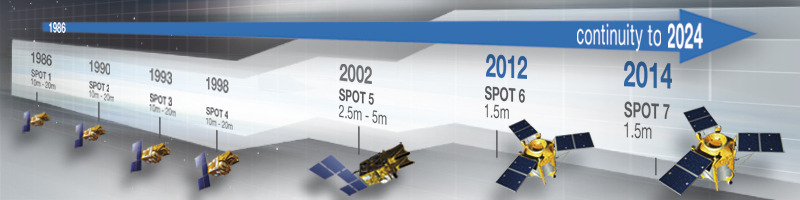 1986
continuity to 2024
1986
SPOT 1
10m - 20m
1990
SPOT 2
10m - 20m
1993
SPOT 3
10m - 20m
1998
SPOT 4
10m - 20m
2002
SPOT 5
2.5m - 5m
2012
SPOT 6
1.5m
2014
SPOT 7
1.5m